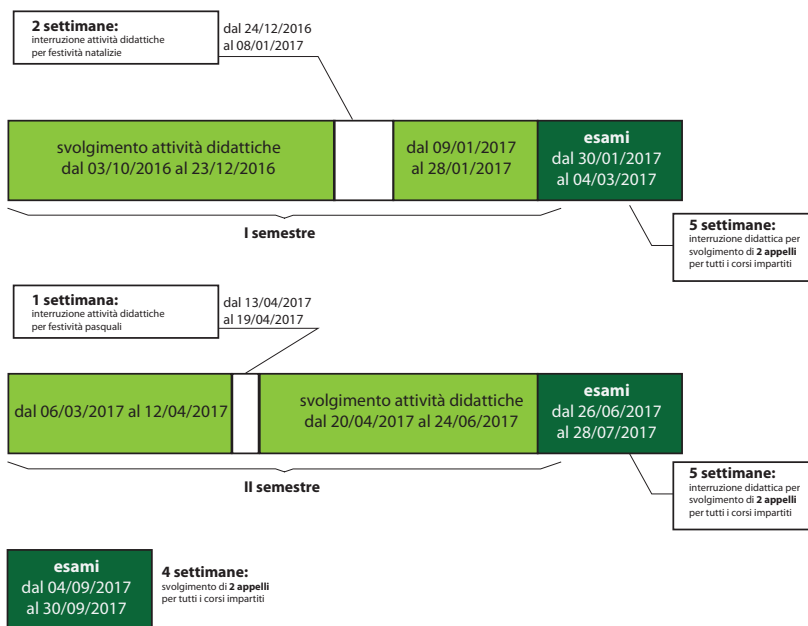 2 settimane:
interruzione attività didattiche
per festività natalizie
dal 24/12/2016
al 08/01/2017
svolgimento attività didattiche
dal 03/10/2016 al 23/12/2016
dal 09/01/2017
al 28/01/2017
esami
dal 30/01/2017
al 04/03/2017
I semestre
5 settimane:
interruzione didattica per
svolgimento di 2 appelli
per tutti i corsi impartiti
1 settimana:
interruzione attività didattiche
per festività pasquali
dal 13/04/2017
al 19/04/2017
dal 06/03/2017 al 12/04/2017
svolgimento attività didattiche
dal 20/04/2017 al 24/06/2017
esami
dal 26/06/2017
al 28/07/2017
II semestre
5 settimane:
interruzione didattica per
svolgimento di 2 appelli
per tutti i corsi impartiti
esami
dal 04/09/2017
al 30/09/2017
4 settimane:
svolgimento di 2 appelli
per tutti i corsi impartiti